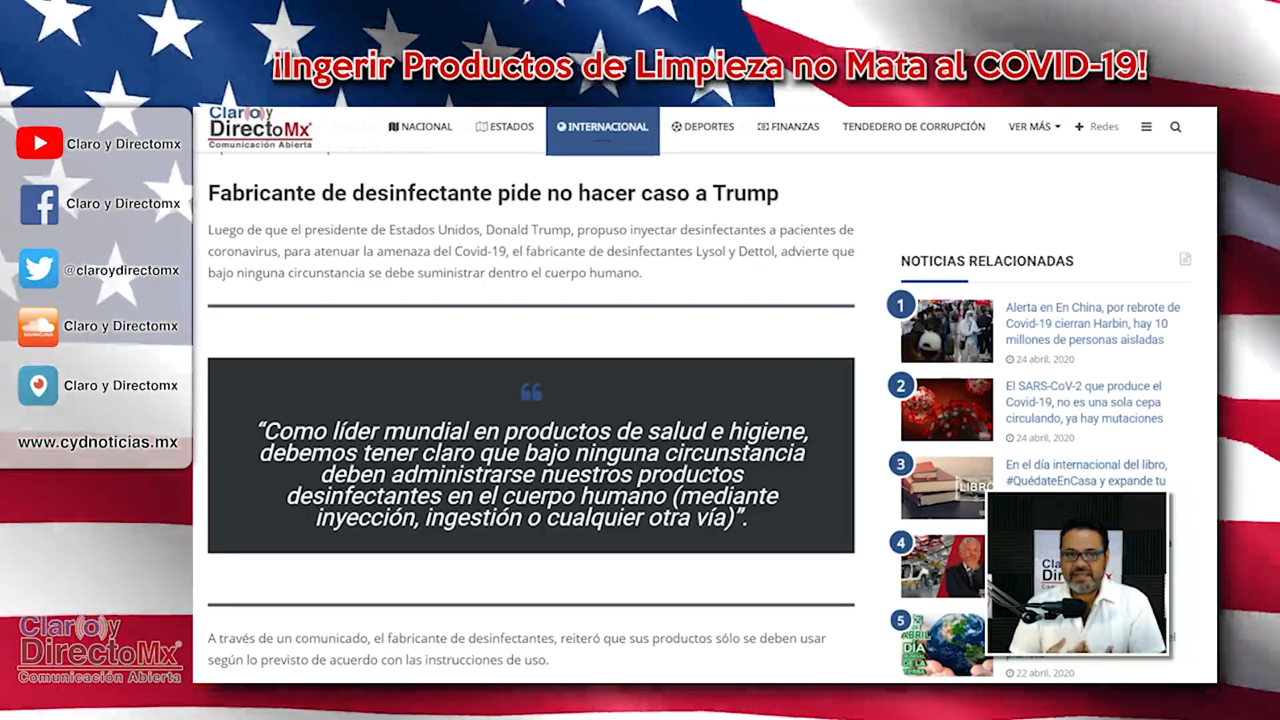 ¡Ingerir Productos de Limpieza no Mata al COVID-19!
Claro y Directomx
Claro y Directomx
@claroydirectomx
SOUNDCLOUD
Claro y Directomx
Claro y Directomx
www.cydnoticias.mx
Claroy
DirectoMx
Comunicación Abierta
Claroy
DirectoMx
Comunicación Abierta
NACIONAL ESTADOS INTERNACIONAL DEPORTES FINANZAS TENDEDERO DE CORRUPCIÓN VER MÁS Redes
Fabricante de desinfectante pide no hacer caso a Trump
Luego de que el presidente de Estados Unidos, Donald Trump, propuso inyectar desinfectantes a pacientes de
coronavirus, para atenuar la amenaza del Covid-19, el fabricante de desinfectantes Lysol y Dettol, advierte que
bajo ninguna circunstancia se debe suministrar dentro el cuerpo humano.
“Como líder mundial en productos de salud e higiene,
debemos tener claro que bajo ninguna circunstancia
deben administrarse nuestros productos
desinfectantes en el cuerpo humano (mediante
inyección, ingestión o cualquier otra vía)”.
A través de un comunicado, el fabricante de desinfectantes, reiteró que sus productos sólo se deben usar
según lo previsto de acuerdo con las instrucciones de uso.
NOTICIAS RELACIONADAS
1
Alerta en En China, por rebrote de
Covid-19 cierran Harbin, hay 10
millones de personas aisladas
24 abril, 2020
2
El SARS-CoV-2 que produce el
Covid-19, no es una sola cepa
circulando, ya hay mutaciones
24 abril, 2020
3
LIBRO
En el día internacional del libro,
#QuédateEnCasa y expande tu
4
5
ABRIL
DÍA
MUNDIAL
DE LA
TIERRA
22 abril, 2020